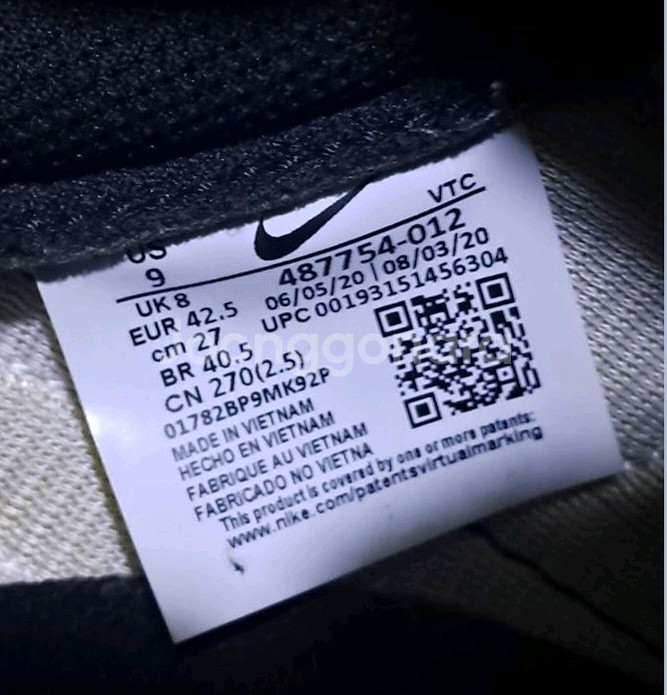 VTC
US
9
487754-012
06/05/20 | 08/03/20
UPC 00193151456304
UK 8
EUR 42.5
cm 27
BR 40.5
CN 270(2.5)
01782BP9MK92P
MADE IN VIETNAM
HECHO EN VIETNAM
FABRIQUE AU VIETNAM
FABRICADO NO VIETNA
This product is covered by one or more patents:
www.nike.com/patentsvirtualmarking
joonggonara